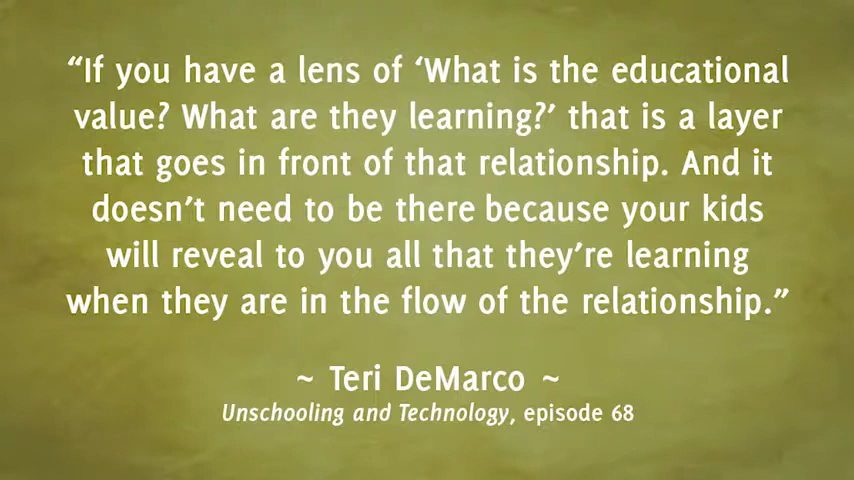 “If you have a lens of ‘What is the educational
value? What are they learning?’ that is a layer
that goes in front of that relationship. And it
doesn’t need to be there because your kids
will reveal to you all that they’re learning
when they are in the flow of the relationship.”
~ Teri DeMarco ~
Unschooling and Technology, episode 68